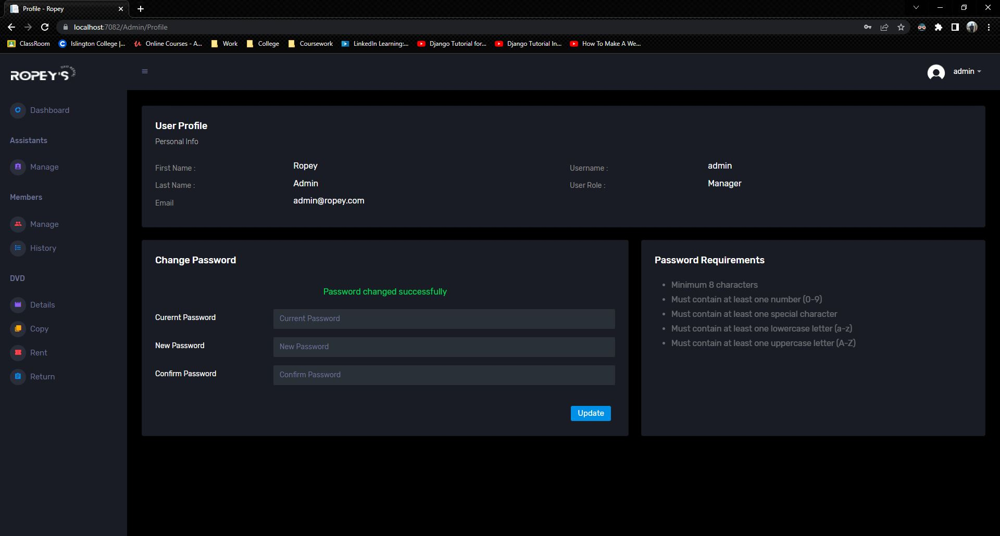 Profile - Ropey
localhost:7082/Admin/Profile
ClassRoom
Islington College |...
Online Courses - A...
Work
College
Coursework
LinkedIn Learning:...
Django Tutorial for...
Django Tutorial In...
How To Make A We...
ROPEY'S
admin
Dashboard
Assistants
Manage
Members
Manage
History
DVD
Details
Copy
Rent
Return
User Profile
Personal Info
First Name : Ropey Username : admin
Last Name : Admin User Role : Manager
Email admin@ropey.com
Change Password
Password changed successfully
Curernt Password Current Password
New Password New Password
Confirm Password Confirm Password
Update
Password Requirements
• Minimum 8 characters
• Must contain at least one number (0-9)
• Must contain at least one special character
• Must contain at least one lowercase letter (a-z)
• Must contain at least one uppercase letter (A-Z)